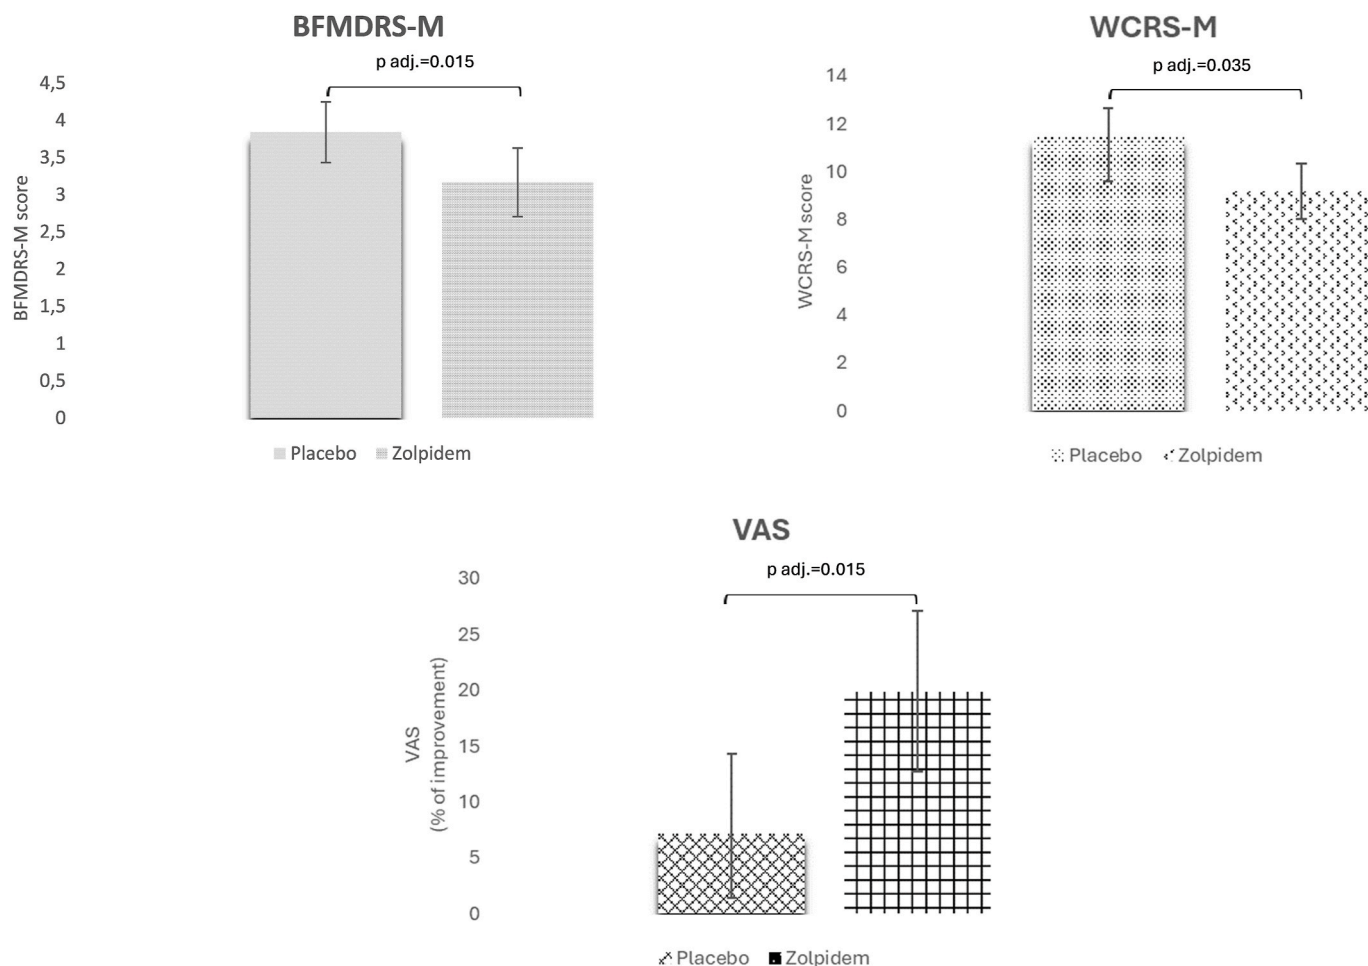 BFMDRS-M
p adj.=0.015
4,5
4
3,5
3
2,5
2
1,5
1
0,5
0
BFMDRS-M score
Placebo Zolpidem
WCRS-M
p adj.=0.035
14
12
10
8
6
4
2
0
WCRS-M score
Placebo Zolpidem
VAS
p adj.=0.015
30
25
20
15
10
5
0
VAS
(% of improvement)
Placebo Zolpidem